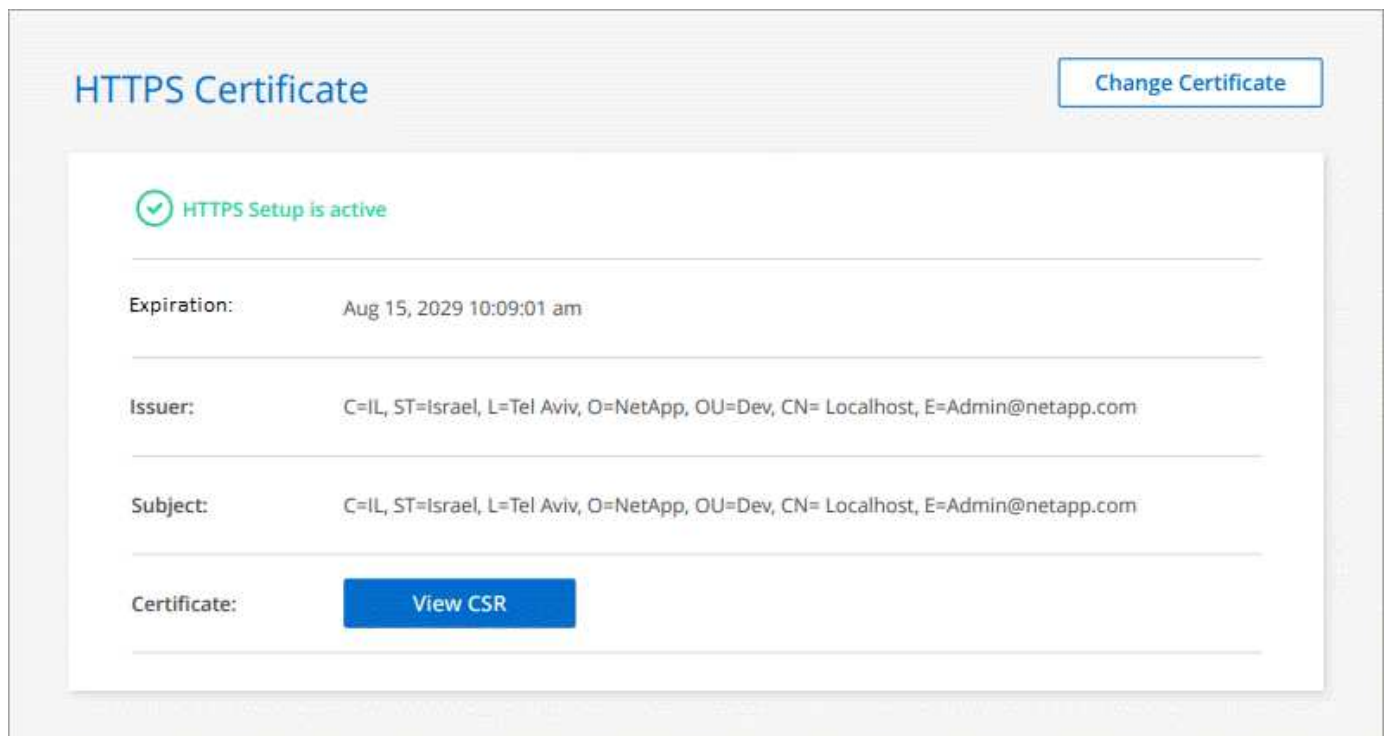 HTTPS Certificate
Change Certificate
HTTPS Setup is active
Expiration: Aug 15, 2029 10:09:01 am
Issuer: C=IL, ST=Israel, L=Tel Aviv, O=NetApp, OU=Dev, CN= Localhost, E=Admin@netapp.com
Subject: C=IL, ST=Israel, L=Tel Aviv, O=NetApp, OU=Dev, CN= Localhost, E=Admin@netapp.com
Certificate: View CSR